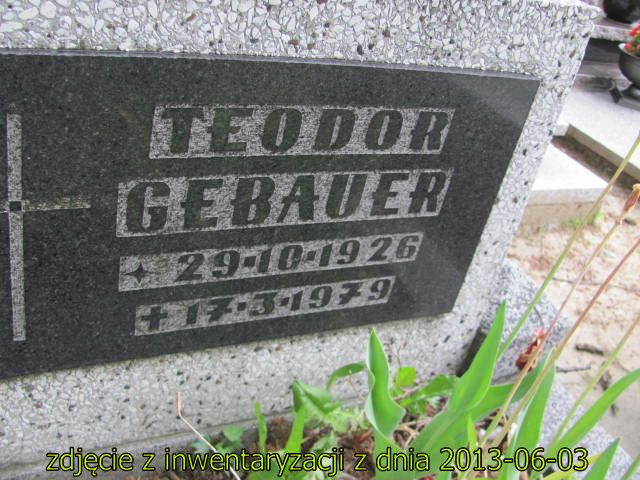 TEODOR
GEBAUER
✦ 29·10·1926
✝ 17·3·1979
zdjęcie z inwentaryzacji z dnia 2013-06-03